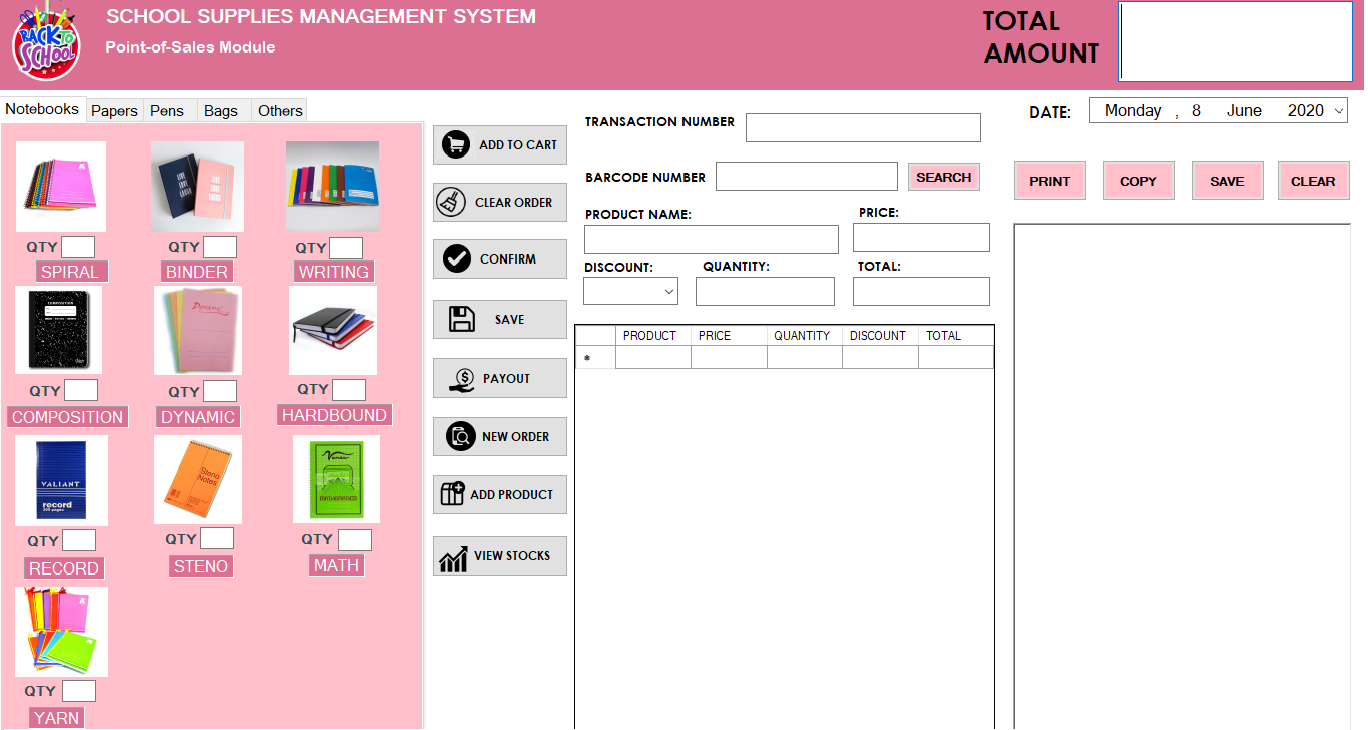 BACK TO SCHOOL
SCHOOL SUPPLIES MANAGEMENT SYSTEM
Point-of-Sales Module
TOTAL
AMOUNT
Notebooks Papers Pens Bags Others
QTY QTY QTY
SPIRAL BINDER WRITING
COMPOSITION
Dynamic
QTY QTY QTY
COMPOSITION DYNAMIC HARDBOUND
VALIANT
record
Steno
Notes
MATHEMATICS
QTY QTY QTY
RECORD STENO MATH
QTY
YARN
ADD TO CART
CLEAR ORDER
CONFIRM
SAVE
PAYOUT
NEW ORDER
ADD PRODUCT
VIEW STOCKS
TRANSACTION NUMBER
BARCODE NUMBER SEARCH
PRODUCT NAME: PRICE:
DISCOUNT: QUANTITY: TOTAL:
PRODUCT PRICE QUANTITY DISCOUNT TOTAL
*
DATE: Monday , 8 June 2020
PRINT COPY SAVE CLEAR